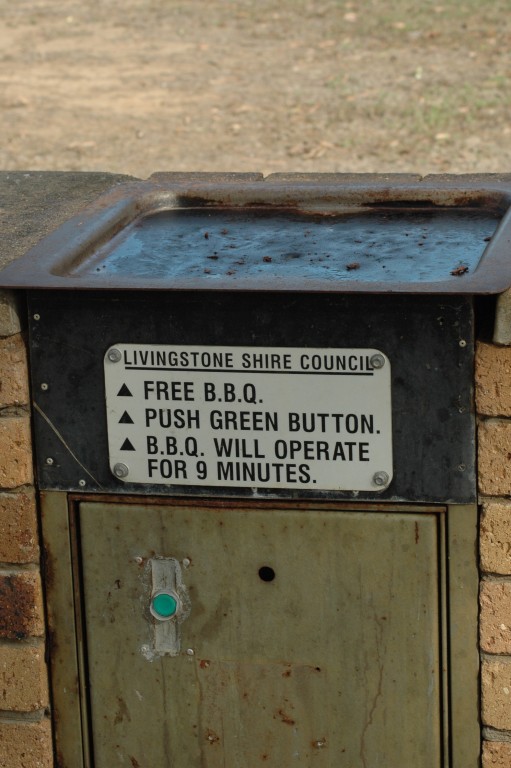 LIVINGSTONE SHIRE COUNCIL
▲ FREE B.B.Q.
▲ PUSH GREEN BUTTON.
▲ B.B.Q. WILL OPERATE
FOR 9 MINUTES.